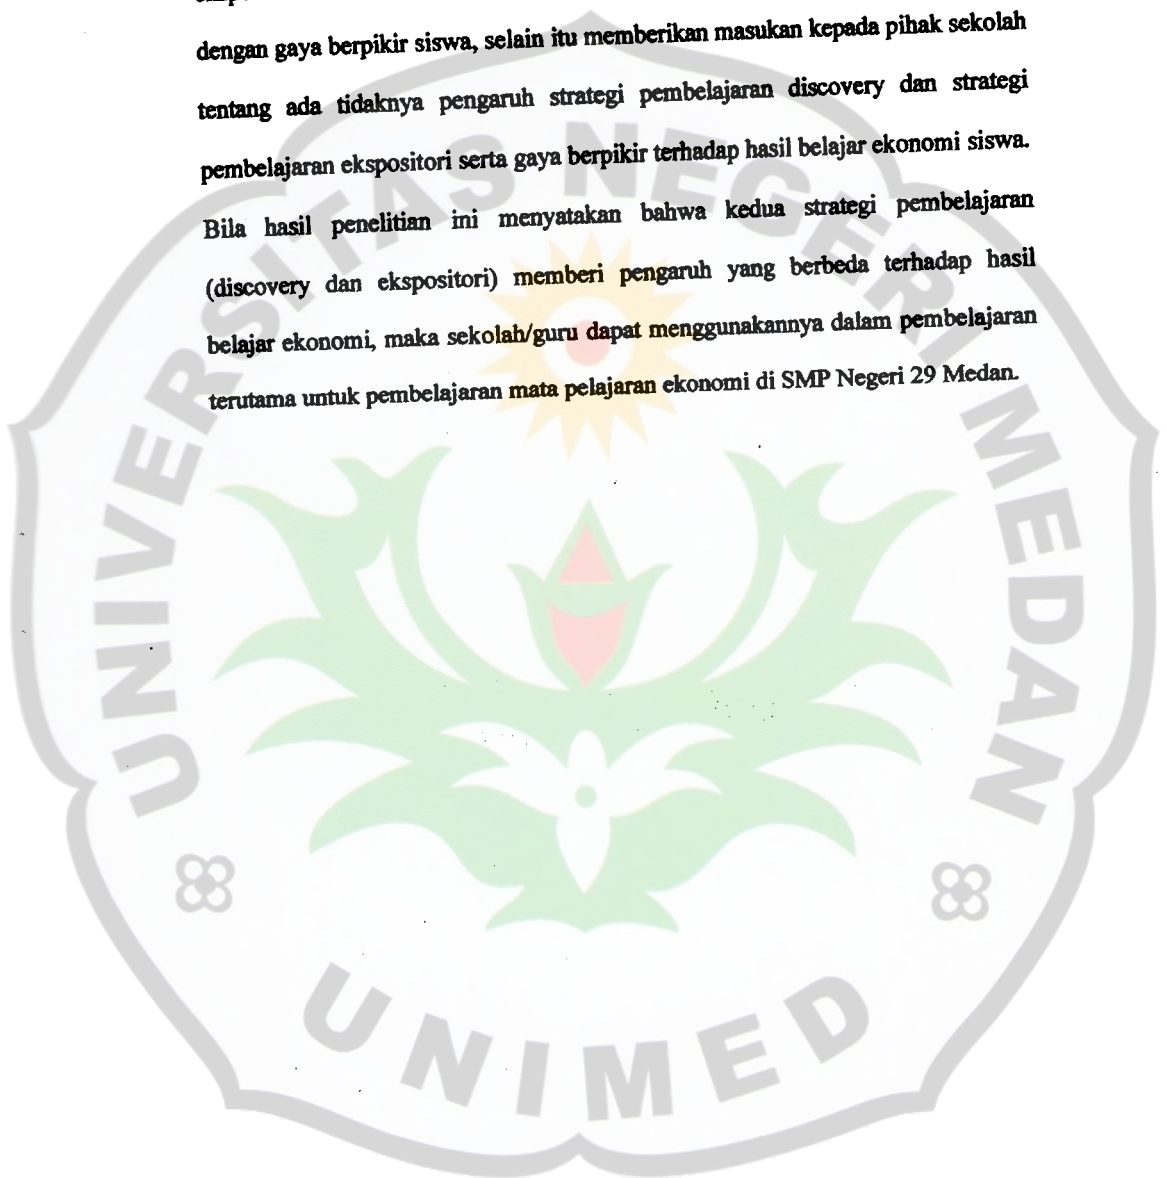 dengan gaya berpikir siswa, selain itu memberikan masukan kepada pihak sekolah
tentang ada tidaknya pengaruh strategi pembelajaran discovery dan strategi
pembelajaran ekspositori serta gaya berpikir terhadap hasil belajar ekonomi siswa.
Bila hasil penelitian ini menyatakan bahwa kedua strategi pembelajaran
(discovery dan ekspositori) memberi pengaruh yang berbeda terhadap hasil
belajar ekonomi, maka sekolah/guru dapat menggunakannya dalam pembelajaran
terutama untuk pembelajaran mata pelajaran ekonomi di SMP Negeri 29 Medan.
UNIVERSITAS NEGERI MEDAN
UNIMED